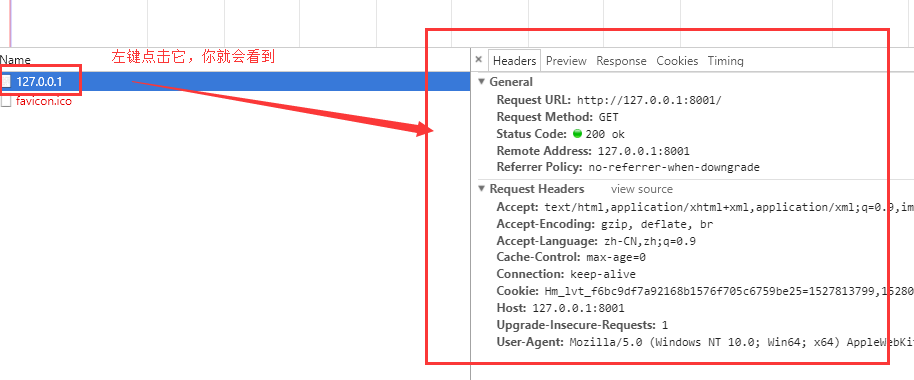 左键点击它，你就会看到
Name
127.0.0.1
favicon.ico
× Headers Preview Response Cookies Timing
▼ General
Request URL: http://127.0.0.1:8001/
Request Method: GET
Status Code: 200 ok
Remote Address: 127.0.0.1:8001
Referrer Policy: no-referrer-when-downgrade
▼ Request Headers view source
Accept: text/html,application/xhtml+xml,application/xml;q=0.9,im
Accept-Encoding: gzip, deflate, br
Accept-Language: zh-CN,zh;q=0.9
Cache-Control: max-age=0
Connection: keep-alive
Cookie: Hm_lvt_f6bc9df7a92168b1576f705c6759be25=1527813799,15280
Host: 127.0.0.1:8001
Upgrade-Insecure-Requests: 1
User-Agent: Mozilla/5.0 (Windows NT 10.0; Win64; x64) AppleWebKi